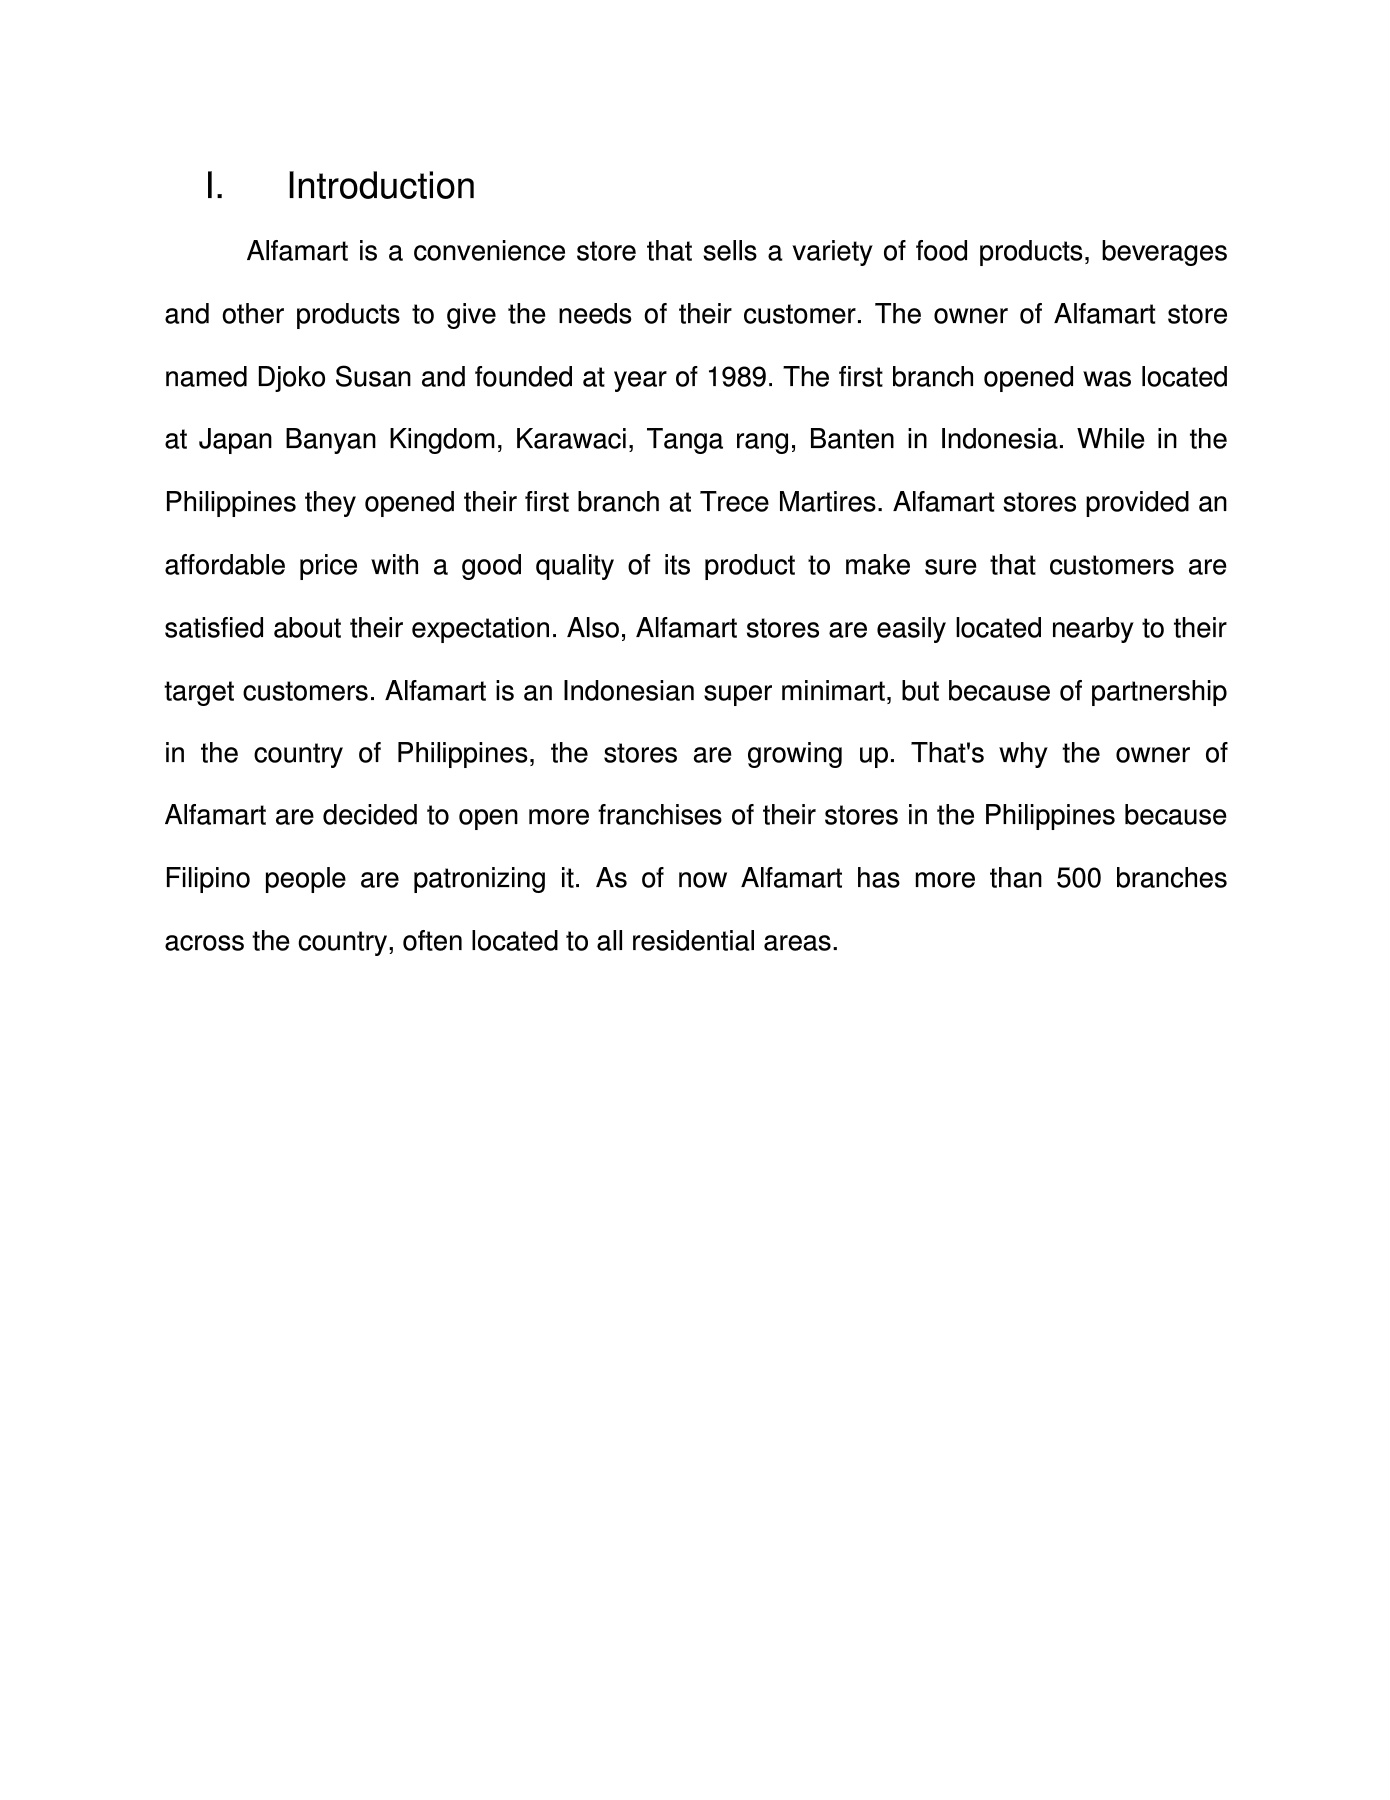 I. Introduction
Alfamart is a convenience store that sells a variety of food products, beverages
and other products to give the needs of their customer. The owner of Alfamart store
named Djoko Susan and founded at year of 1989. The first branch opened was located
at Japan Banyan Kingdom, Karawaci, Tanga rang, Banten in Indonesia. While in the
Philippines they opened their first branch at Trece Martires. Alfamart stores provided an
affordable price with a good quality of its product to make sure that customers are
satisfied about their expectation. Also, Alfamart stores are easily located nearby to their
target customers. Alfamart is an Indonesian super minimart, but because of partnership
in the country of Philippines, the stores are growing up. That's why the owner of
Alfamart are decided to open more franchises of their stores in the Philippines because
Filipino people are patronizing it. As of now Alfamart has more than 500 branches
across the country, often located to all residential areas.